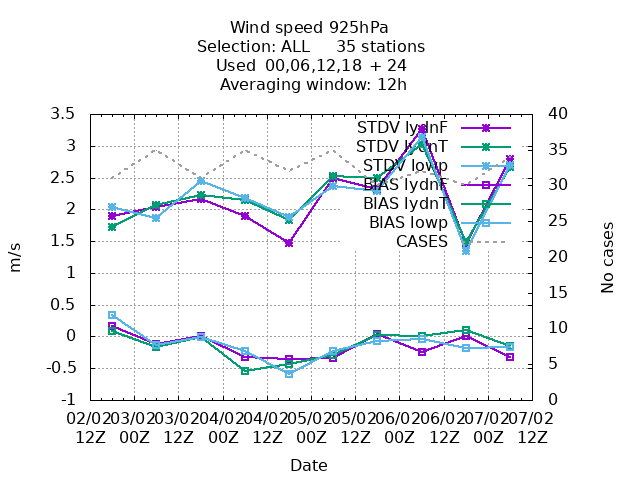 Wind speed 925hPa
Selection: ALL 35 stations
Used 00,06,12,18 + 24
Averaging window: 12h
3.5
3
2.5
2
1.5
1
0.5
0
-0.5
-1
m/s
40
35
30
25
20
15
10
5
0
No cases
STDV lydnF
STDV lydnT
STDV lowp
BIAS lydnF
BIAS lydnT
BIAS lowp
CASES
02/02 03/02 03/02 04/02 04/02 05/02 05/02 06/02 06/02 07/02 07/02
12Z 00Z 12Z 00Z 12Z 00Z 12Z 00Z 12Z 00Z 12Z
Date